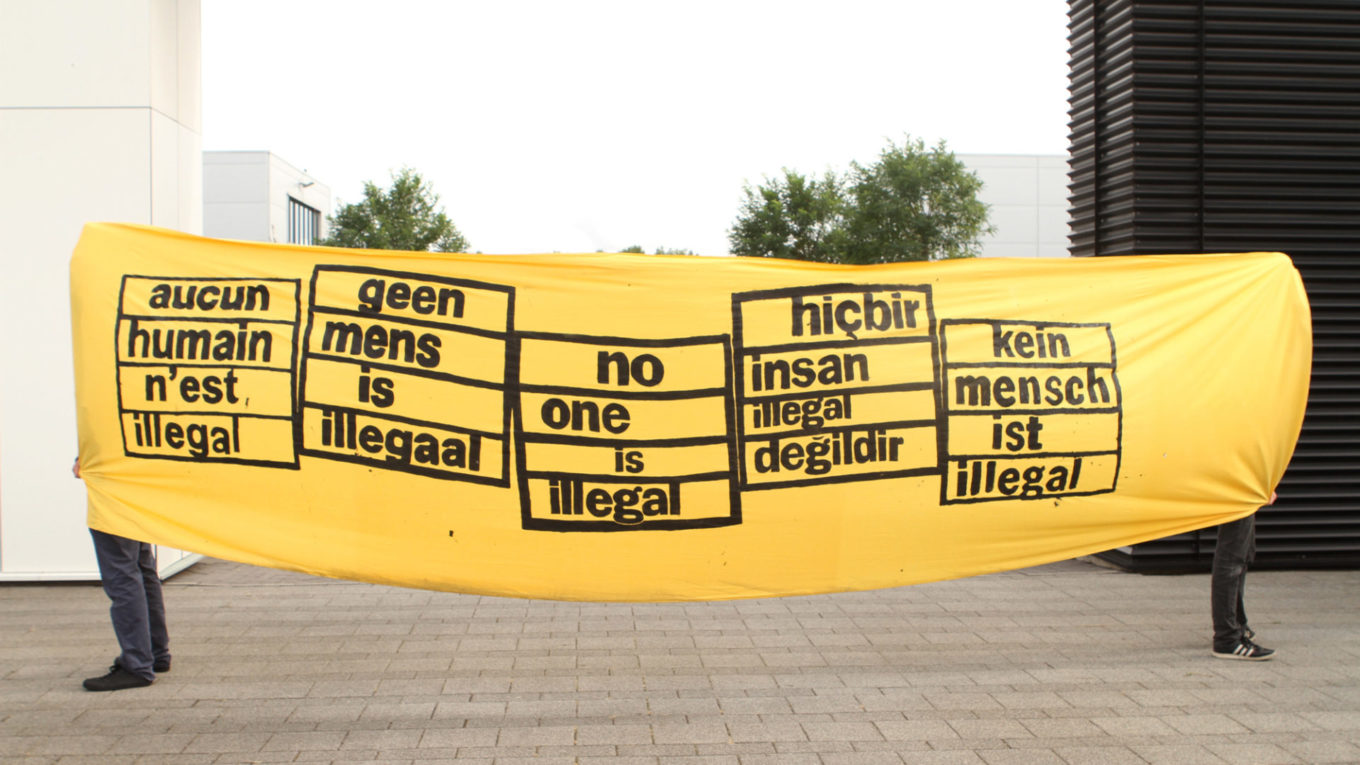 aucun
humain
n'est
illegal
geen
mens
is
illegaal
no
one
is
illegal
hiçbir
insan
illegal
değildir
kein
mensch
ist
illegal